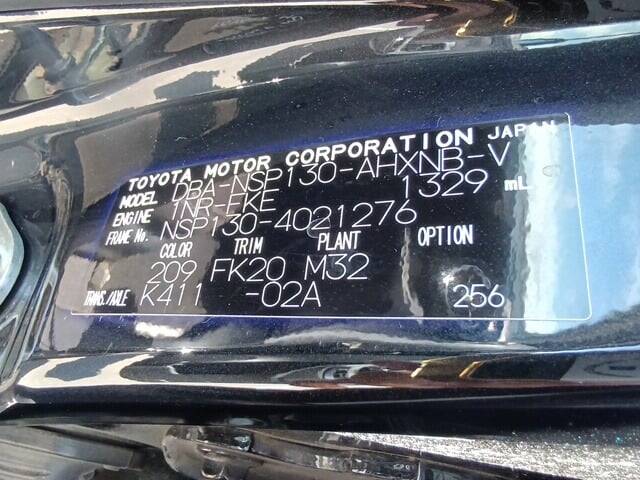 TOYOTA MOTOR CORPORATION JAPAN
MODEL DBA-NSP130-AHXNB-V
ENGINE 1NR-FKE 1329 mL
FRAME No. NSP130-4021276
COLOR TRIM PLANT OPTION
209 FK20 M32
TRANS./AXLE K411 -02A 256